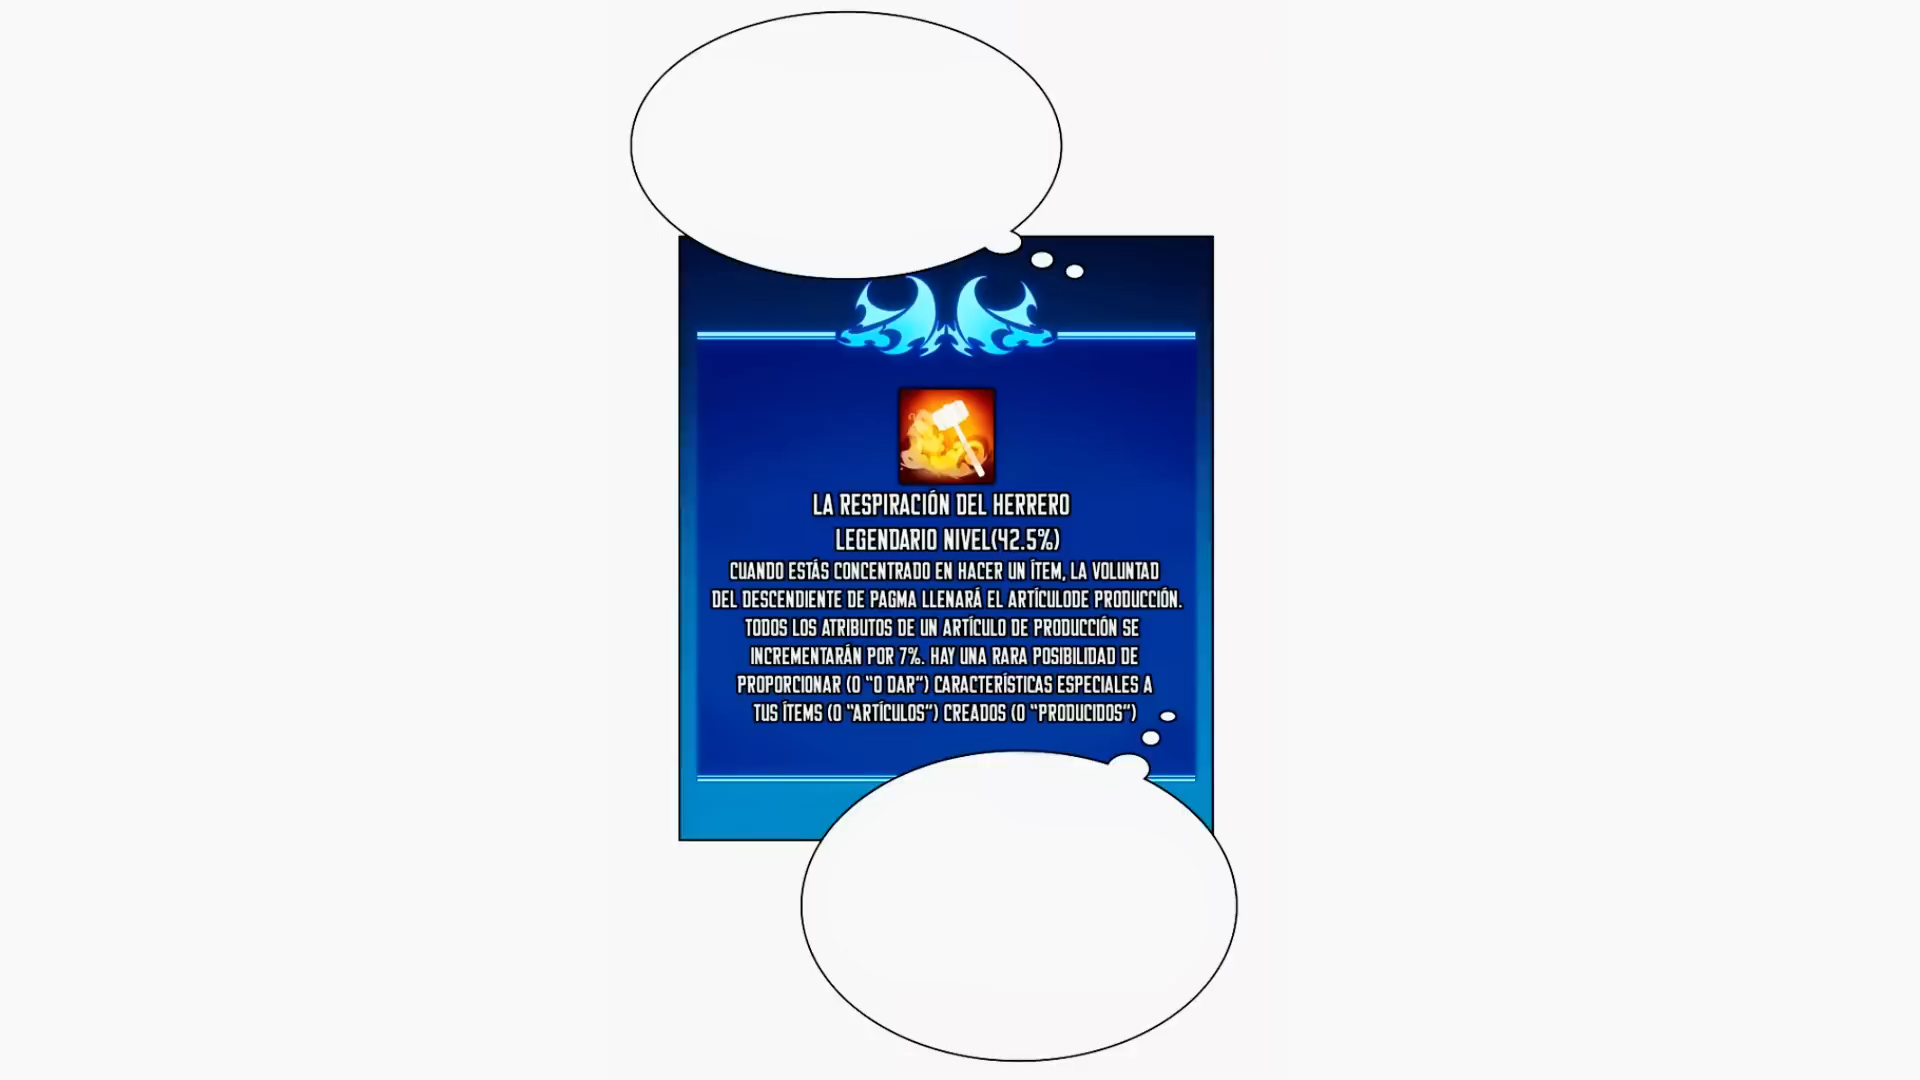 LA RESPIRACIÓN DEL HERRERO
LEGENDARIO NIVEL(42.5%)
CUANDO ESTÁS CONCENTRADO EN HACER UN ÍTEM, LA VOLUNTAD
DEL DESCENDIENTE DE PAGMA LLENARÁ EL ARTÍCULODE PRODUCCIÓN.
TODOS LOS ATRIBUTOS DE UN ARTÍCULO DE PRODUCCIÓN SE
INCREMENTARÁN POR 7%. HAY UNA RARA POSIBILIDAD DE
PROPORCIONAR (O "O DAR") CARACTERÍSTICAS ESPECIALES A
TUS ÍTEMS (O "ARTÍCULOS") CREADOS (O "PRODUCIDOS")